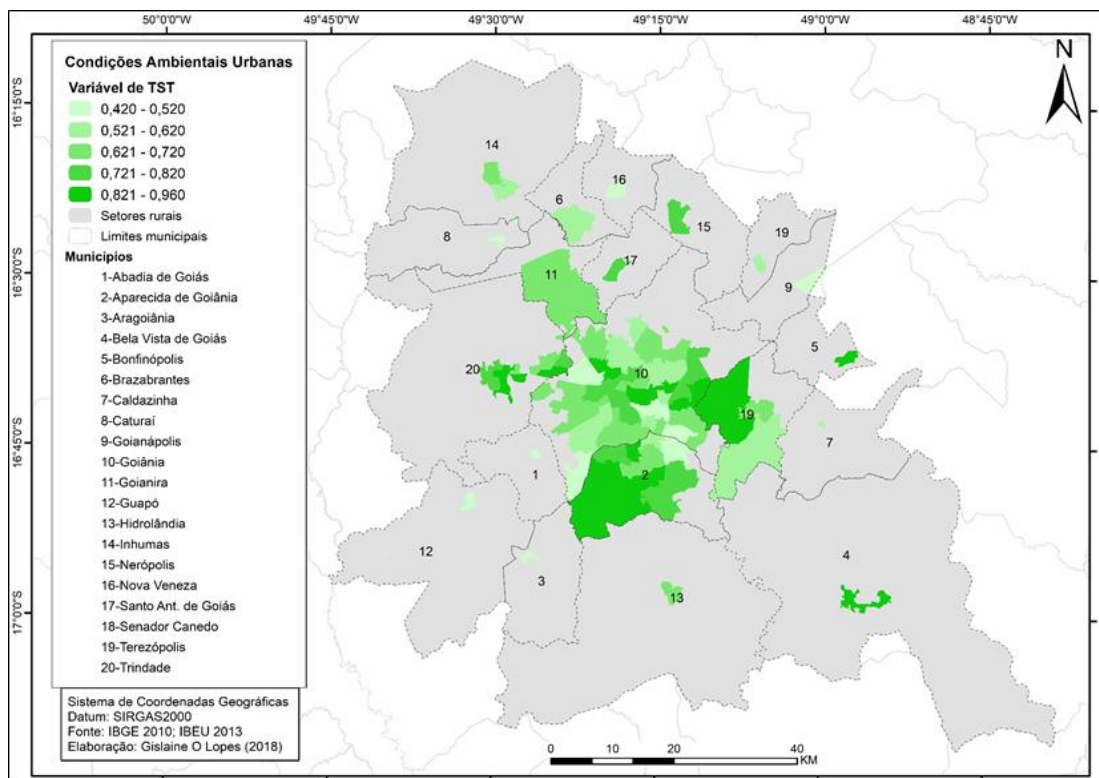 50°0'0"W 49°45'0"W 49°30'0"W 49°15'0"W 49°0'0"W 48°45'0"W
Condições Ambientais Urbanas
Variável de TST
0,420 - 0,520
0,521 - 0,620
0,621 - 0,720
0,721 - 0,820
0,821 - 0,960
Setores rurais
Limites municipais
Municípios
1-Abadia de Goiás
2-Aparecida de Goiânia
3-Aragoiânia
4-Bela Vista de Goiás
5-Bonfinópolis
6-Brazabrantes
7-Caldazinha
8-Caturaí
9-Goianápolis
10-Goiânia
11-Goianira
12-Guapó
13-Hidrolândia
14-Inhumas
15-Nerópolis
16-Nova Veneza
17-Santo Ant. de Goiás
18-Senador Canedo
19-Terezópolis
20-Trindade
Sistema de Coordenadas Geográficas
Datum: SIRGAS2000
Fonte: IBGE 2010; IBEU 2013
Elaboração: Gislaine O Lopes (2018)
16°15'0"S
16°30'0"S
16°45'0"S
17°0'0"S
N
14
16
6
15
19
8
17
11
9
5
20
10
19
7
1
2
12
3
4
13
0 10 20 40
KM